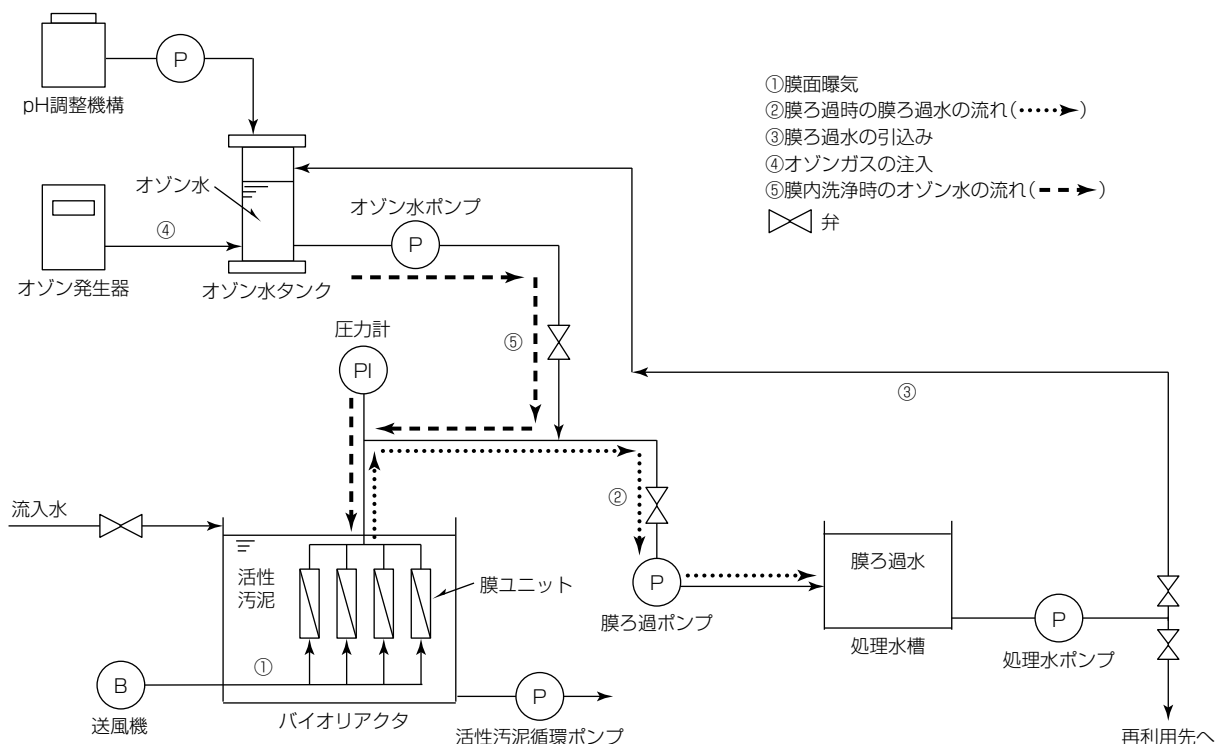 P
pH調整機構
①膜面曝気
②膜ろ過時の膜ろ過水の流れ(
)
③膜ろ過水の引込み
④オゾンガスの注入
⑤膜内洗浄時のオゾン水の流れ(
)
弁
オゾン水
オゾン水ポンプ
P
④
オゾン発生器
オゾン水タンク
圧力計
PI
⑤
③
②
流入水
活性
汚泥
膜ユニット
P
膜ろ過ポンプ
膜ろ過水
処理水槽
P
処理水ポンプ
①
B
送風機
バイオリアクタ
P
活性汚泥循環ポンプ
再利用先へ